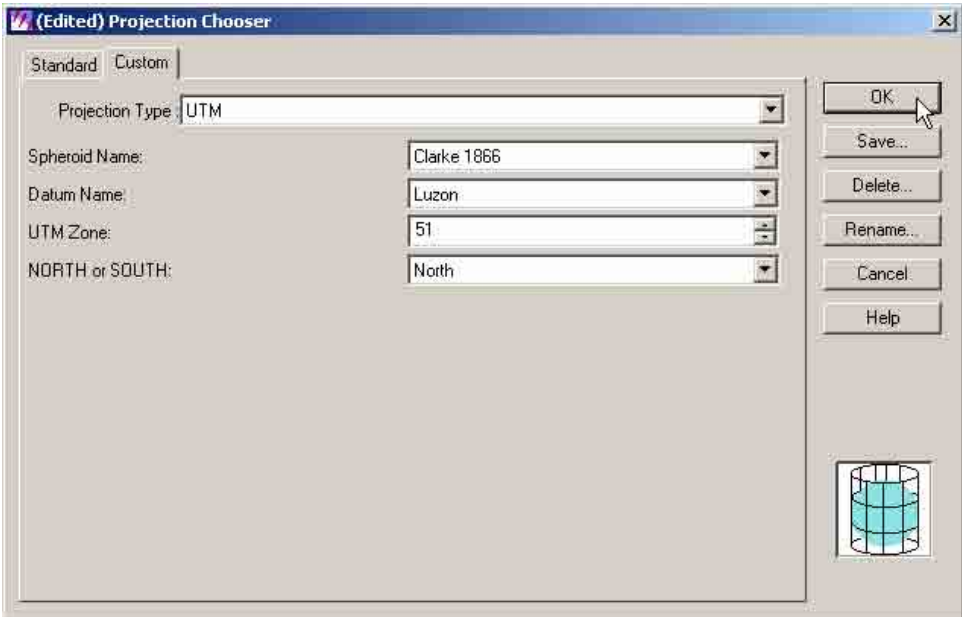 (Edited) Projection Chooser
Standard Custom
Projection Type : UTM
Spheroid Name: Clarke 1866
Datum Name: Luzon
UTM Zone: 51
NORTH or SOUTH: North
OK
Save...
Delete...
Rename...
Cancel
Help